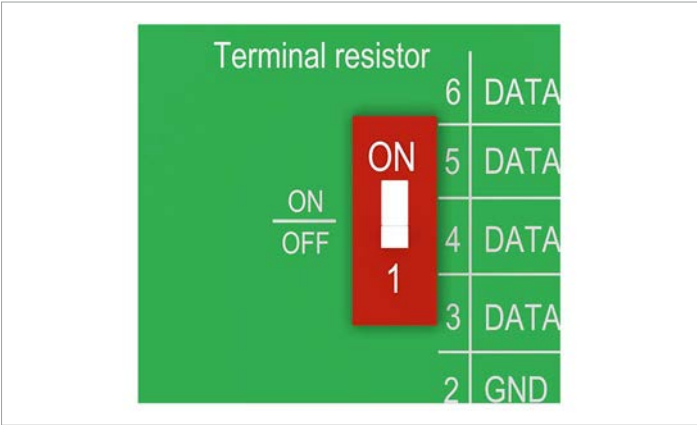 Terminal resistor
6 DATA
ON
5 DATA
ON
OFF
4 DATA
1
3 DATA
2 GND